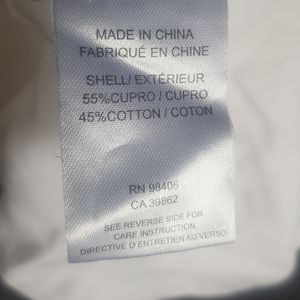 MADE IN CHINA
FABRIQUÉ EN CHINE
SHELL/EXTÉRIEUR
55%CUPRO / CUPRO
45%COTTON / COTON
RN 98406
CA 39862
SEE REVERSE SIDE FOR
CARE INSTRUCTION
DIRECTIVE D'ENTRETIEN AU VERSO